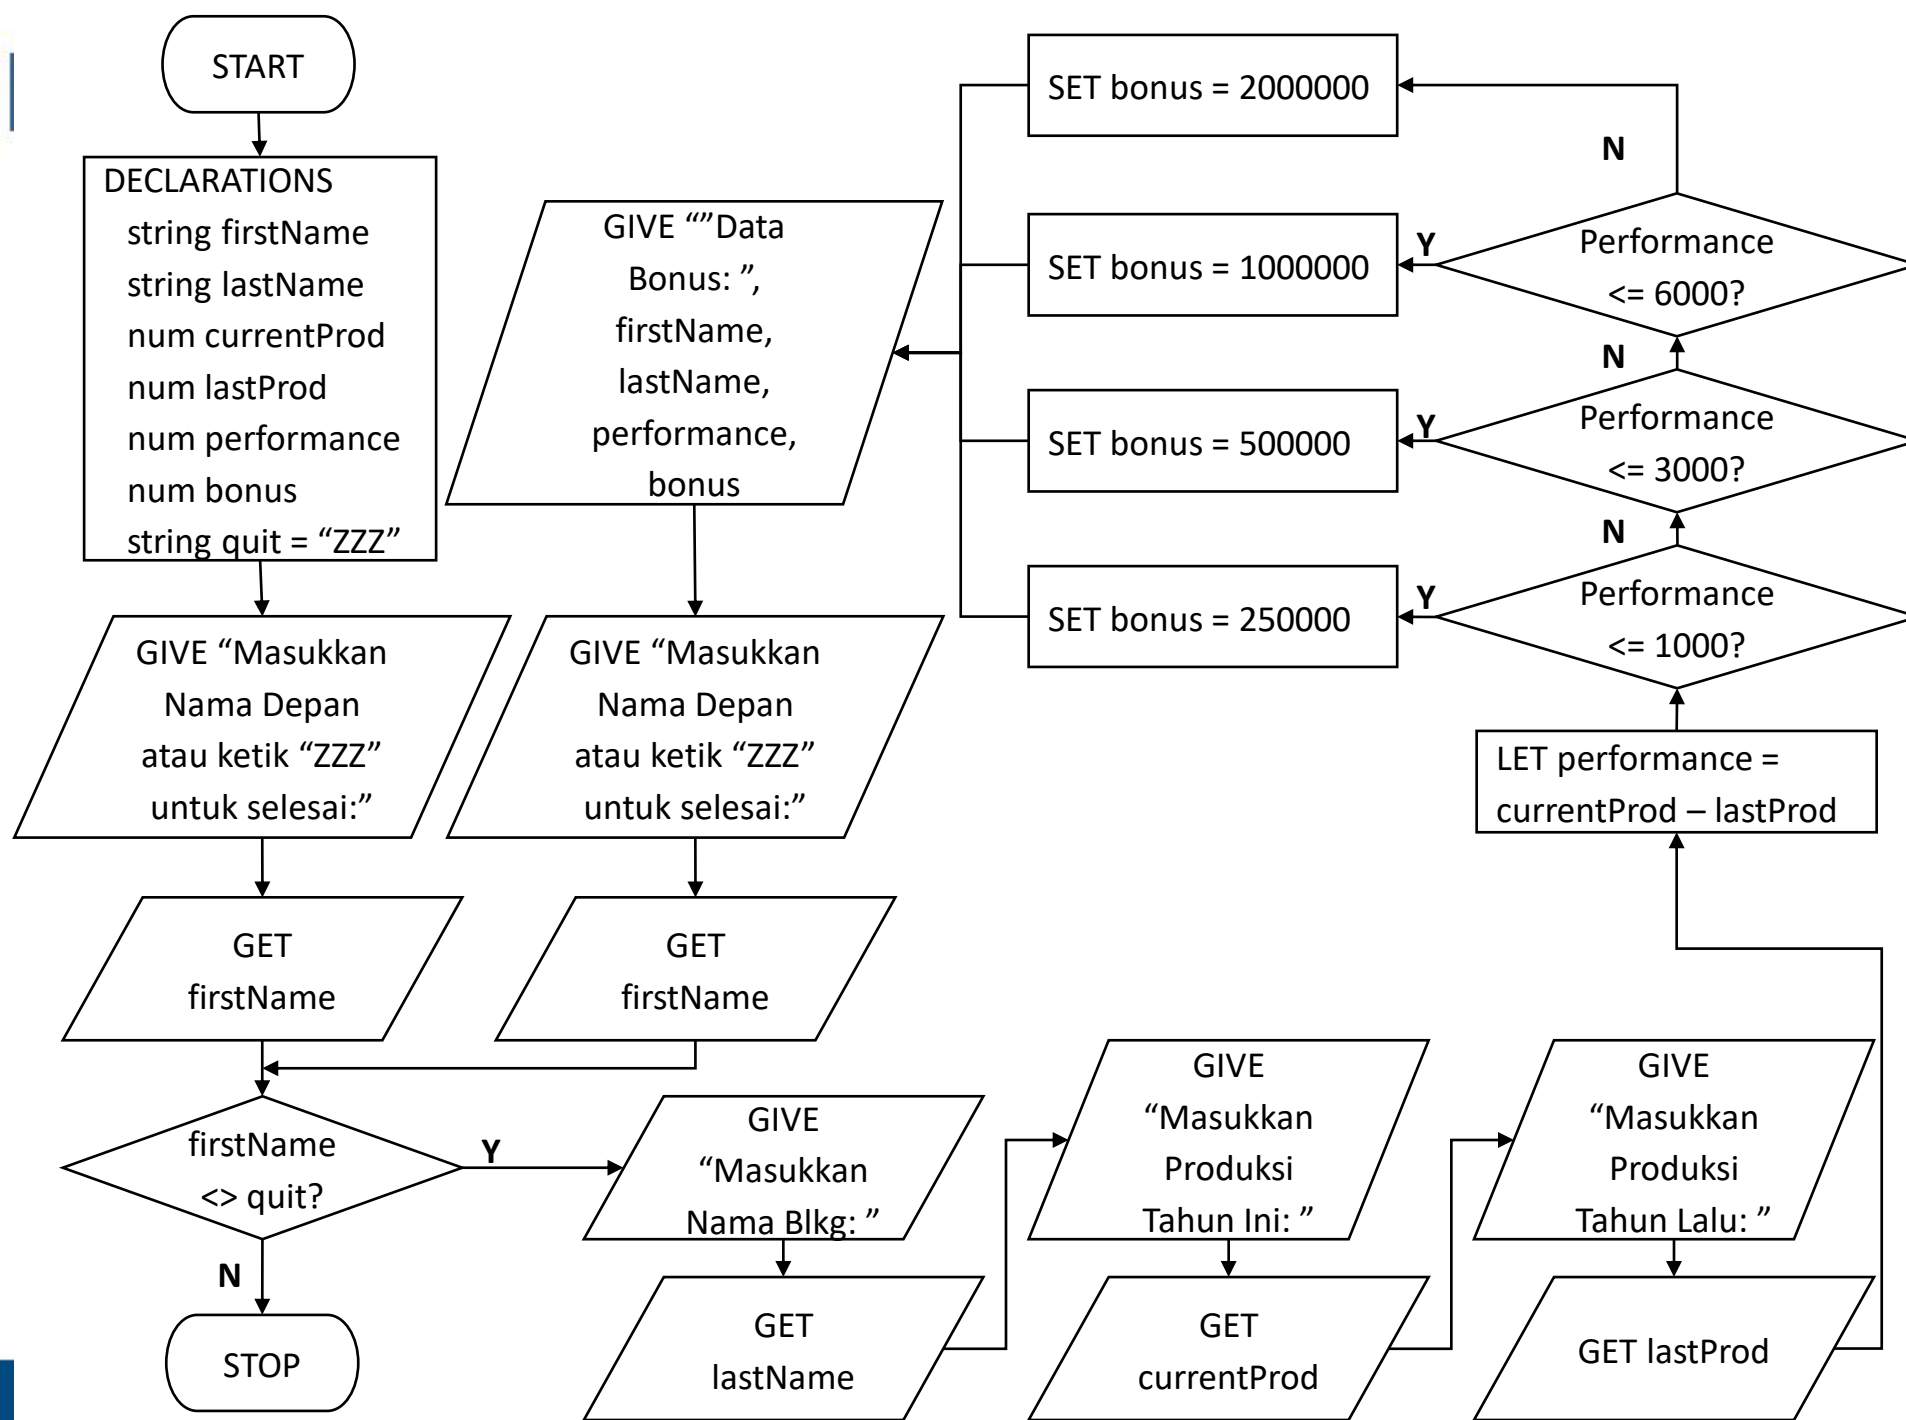 START
DECLARATIONS
string firstName
string lastName
num currentProd
num lastProd
num performance
num bonus
string quit = “ZZZ”
GIVE “Masukkan
Nama Depan
atau ketik “ZZZ”
untuk selesai:”
GET
firstName
firstName
<> quit?
N
STOP
Y
GIVE
“Masukkan
Nama Blkg: ”
GET
lastName
GIVE
“Masukkan
Produksi
Tahun Ini: ”
GET
currentProd
GIVE
“Masukkan
Produksi
Tahun Lalu: ”
GET lastProd
LET performance =
currentProd – lastProd
Performance
<= 1000?
Y
SET bonus = 250000
N
Performance
<= 3000?
Y
SET bonus = 500000
N
Performance
<= 6000?
Y
SET bonus = 1000000
N
SET bonus = 2000000
GIVE “”Data
Bonus: ”,
firstName,
lastName,
performance,
bonus
GIVE “Masukkan
Nama Depan
atau ketik “ZZZ”
untuk selesai:”
GET
firstName